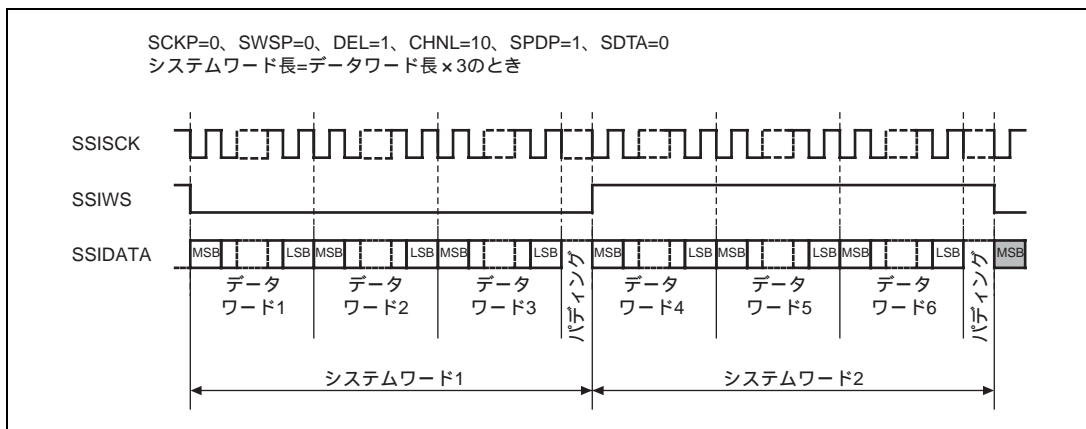 SCKP=0、SWSP=0、DEL=1、CHNL=10、SPDP=1、SDTA=0
システムワード長=データワード長×3のとき
SSISCK
SSIWS
SSIDATA
MSB LSB MSB LSB MSB LSB MSB LSB MSB LSB MSB LSB MSB
データ データ データ パディング データ データ データ パディング
ワード1 ワード2 ワード3 ワード4 ワード5 ワード6
システムワード1 システムワード2